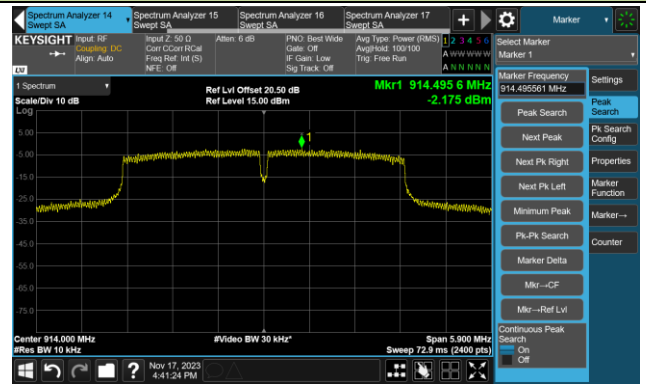 Spectrum Analyzer 14
Swept SA
Spectrum Analyzer 15
Swept SA
Spectrum Analyzer 16
Swept SA
Spectrum Analyzer 17
Swept SA
+
Marker
KEYSIGHT
Input: RF
Coupling: DC
Align: Auto
Input Z: 50 Ω
Corr CCorr RCal
Freq Ref: Int (S)
NFE: Off
Atten: 6 dB
PNO: Best Wide
Gate: Off
IF Gain: Low
Sig Track: Off
Avg Type: Power (RMS)
Avg|Hold: 100/100
Trig: Free Run
1 2 3 4 5 6
A W W W W W
A N N N N N
LXI
Select Marker
Marker 1
1 Spectrum
Scale/Div 10 dB
Log
Ref Lvl Offset 20.50 dB
Ref Level 15.00 dBm
Mkr1 914.495 6 MHz
-2.175 dBm
1
5.00
-5.00
-15.0
-25.0
-35.0
-45.0
-55.0
-65.0
-75.0
Center 914.000 MHz
#Res BW 10 kHz
#Video BW 30 kHz*
Span 5.900 MHz
Sweep 72.9 ms (2400 pts)
Marker Frequency
914.495561 MHz
Peak Search
Next Peak
Next Pk Right
Next Pk Left
Minimum Peak
Pk-Pk Search
Marker Delta
Mkr→CF
Mkr→Ref Lvl
Continuous Peak
Search
On
Off
Settings
Peak
Search
Pk Search
Config
Properties
Marker
Function
Marker→
Counter
?
Nov 17, 2023
4:41:24 PM